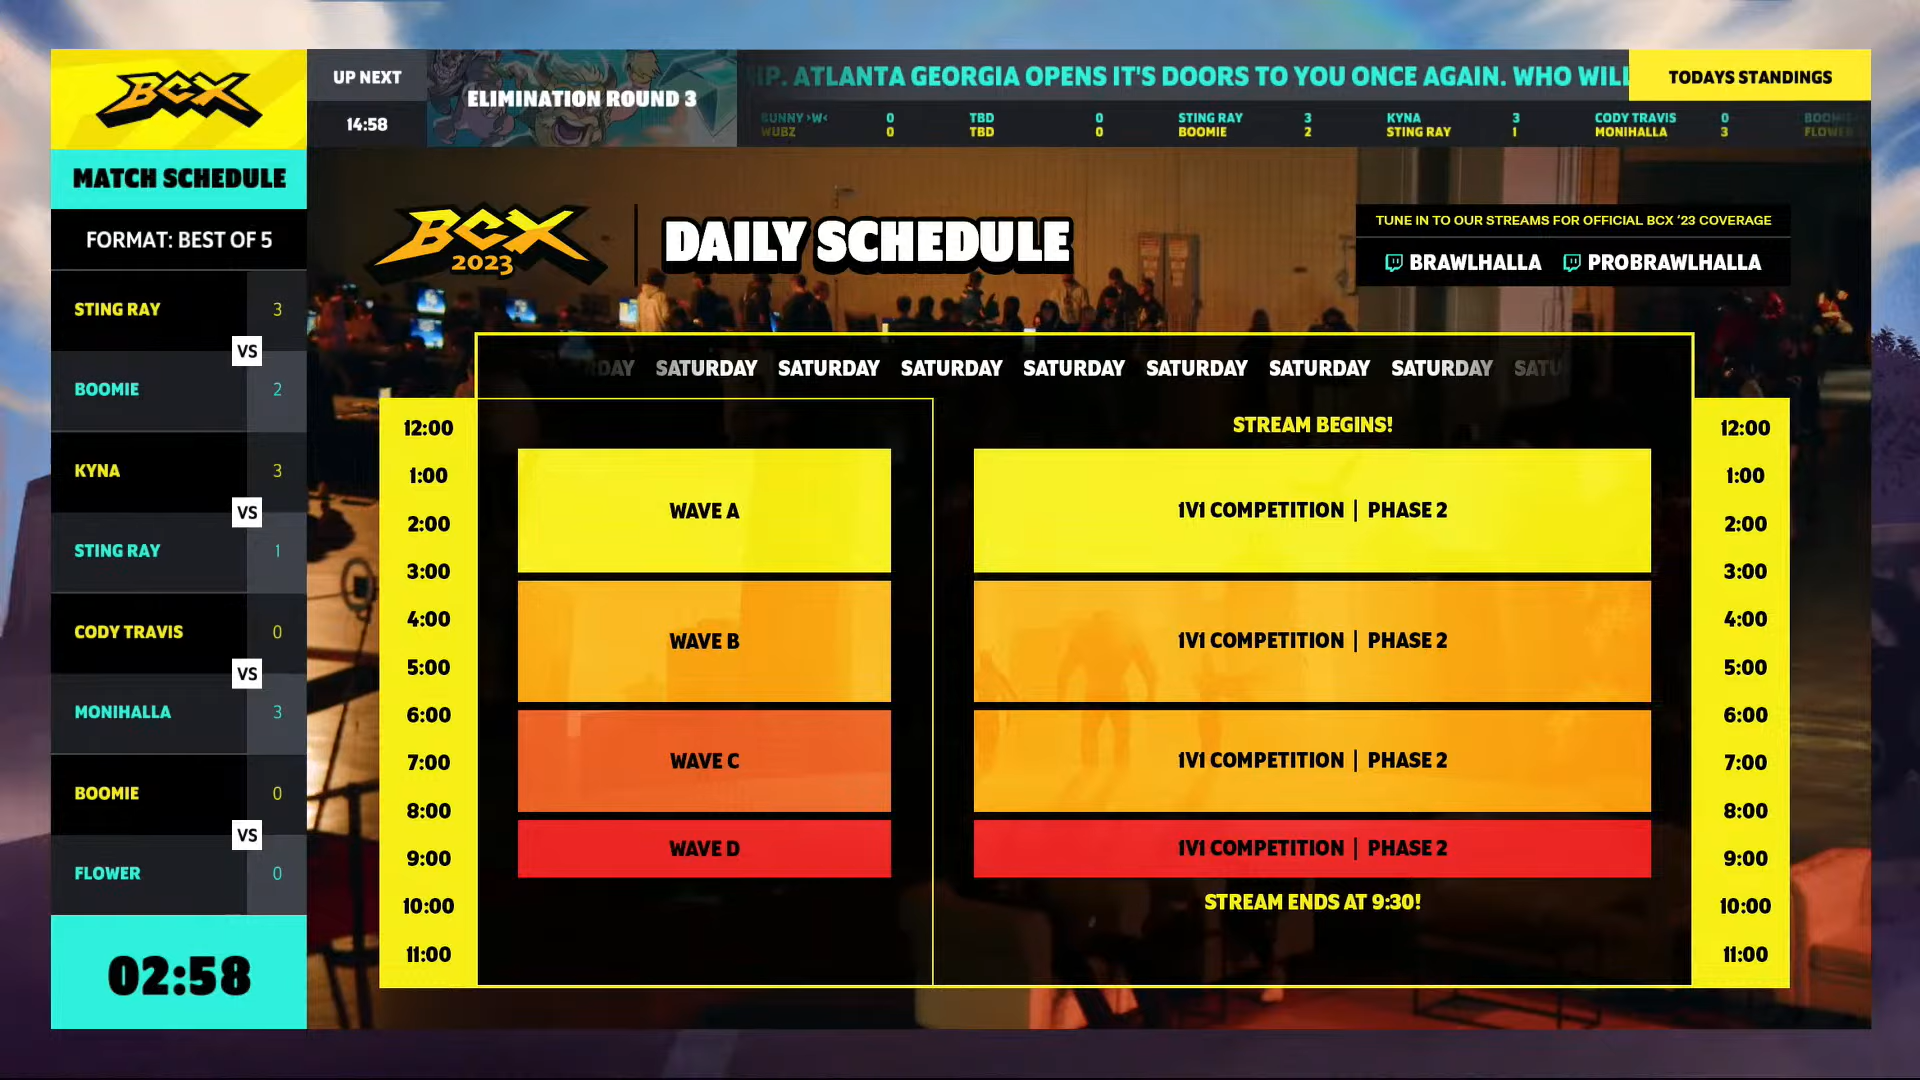 BCX
UP NEXT
14:58
ELIMINATION ROUND 3
IP. ATLANTA GEORGIA OPENS IT'S DOORS TO YOU ONCE AGAIN. WHO WILL
TODAYS STANDINGS
BUNNY >W< 0 TBD 0 STING RAY 3 KYNA 3 CODY TRAVIS 0 BOOMIE
WUBZ 0 TBD 0 BOOMIE 2 STING RAY 1 MONIHALLA 3 FLOWER
MATCH SCHEDULE
FORMAT: BEST OF 5
STING RAY 3
VS
BOOMIE 2
KYNA 3
VS
STING RAY 1
CODY TRAVIS 0
VS
MONIHALLA 3
BOOMIE 0
VS
FLOWER 0
02:58
BCX
2023
DAILY SCHEDULE
TUNE IN TO OUR STREAMS FOR OFFICIAL BCX '23 COVERAGE
BRAWLHALLA PROBRAWLHALLA
RDAY SATURDAY SATURDAY SATURDAY SATURDAY SATURDAY SATURDAY SATURDAY SATU
12:00 STREAM BEGINS! 12:00
1:00 1:00
WAVE A 1V1 COMPETITION | PHASE 2
2:00 2:00
3:00 3:00
4:00 4:00
WAVE B 1V1 COMPETITION | PHASE 2
5:00 5:00
6:00 6:00
7:00 WAVE C 1V1 COMPETITION | PHASE 2 7:00
8:00 8:00
WAVE D 1V1 COMPETITION | PHASE 2
9:00 9:00
10:00 STREAM ENDS AT 9:30! 10:00
11:00 11:00